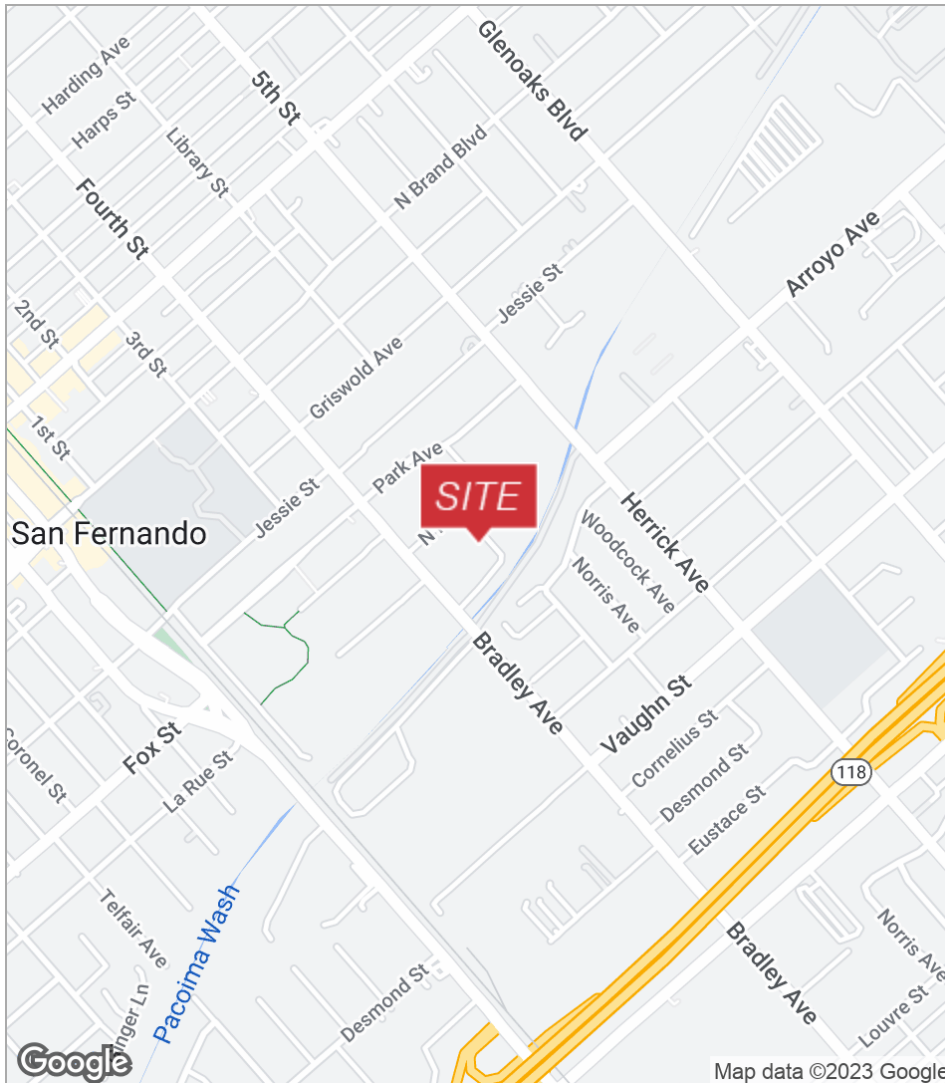 Harding Ave
Harps St
5th St
Library St
Glenoaks Blvd
N Brand Blvd
Fourth St
Arroyo Ave
Jessie St
2nd St
3rd St
Griswold Ave
1st St
Park Ave
Jessie St
SITE
San Fernando
N
Herrick Ave
Woodcock Ave
Norris Ave
Bradley Ave
Vaughn St
Fox St
Cornelius St
Coronel St
La Rue St
Desmond St
118
Eustace St
Telfair Ave
Pacoima Wash
Norris Ave
Bradley Ave
Desmond St
Louvre St
Google
Map data ©2023 Google